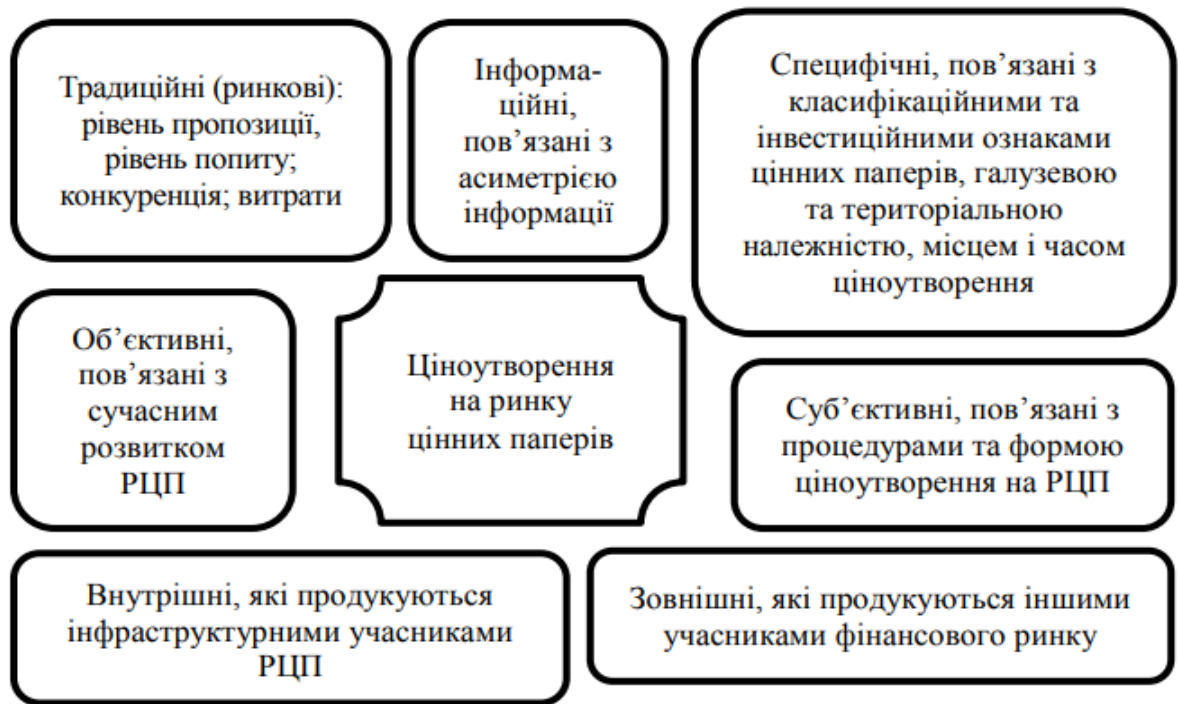 Традиційні (ринкові):
рівень пропозиції,
рівень попиту;
конкуренція; витрати
Інформа-
ційні,
пов’язані з
асиметрією
інформації
Специфічні, пов’язані з
класифікаційними та
інвестиційними ознаками
цінних паперів, галузевою
та територіальною
належністю, місцем і часом
ціноутворення
Об’єктивні,
пов’язані з
сучасним
розвитком
РЦП
Ціноутворення
на ринку
цінних паперів
Суб’єктивні, пов’язані з
процедурами та формою
ціноутворення на РЦП
Внутрішні, які продукуються
інфраструктурними учасниками
РЦП
Зовнішні, які продукуються іншими
учасниками фінансового ринку